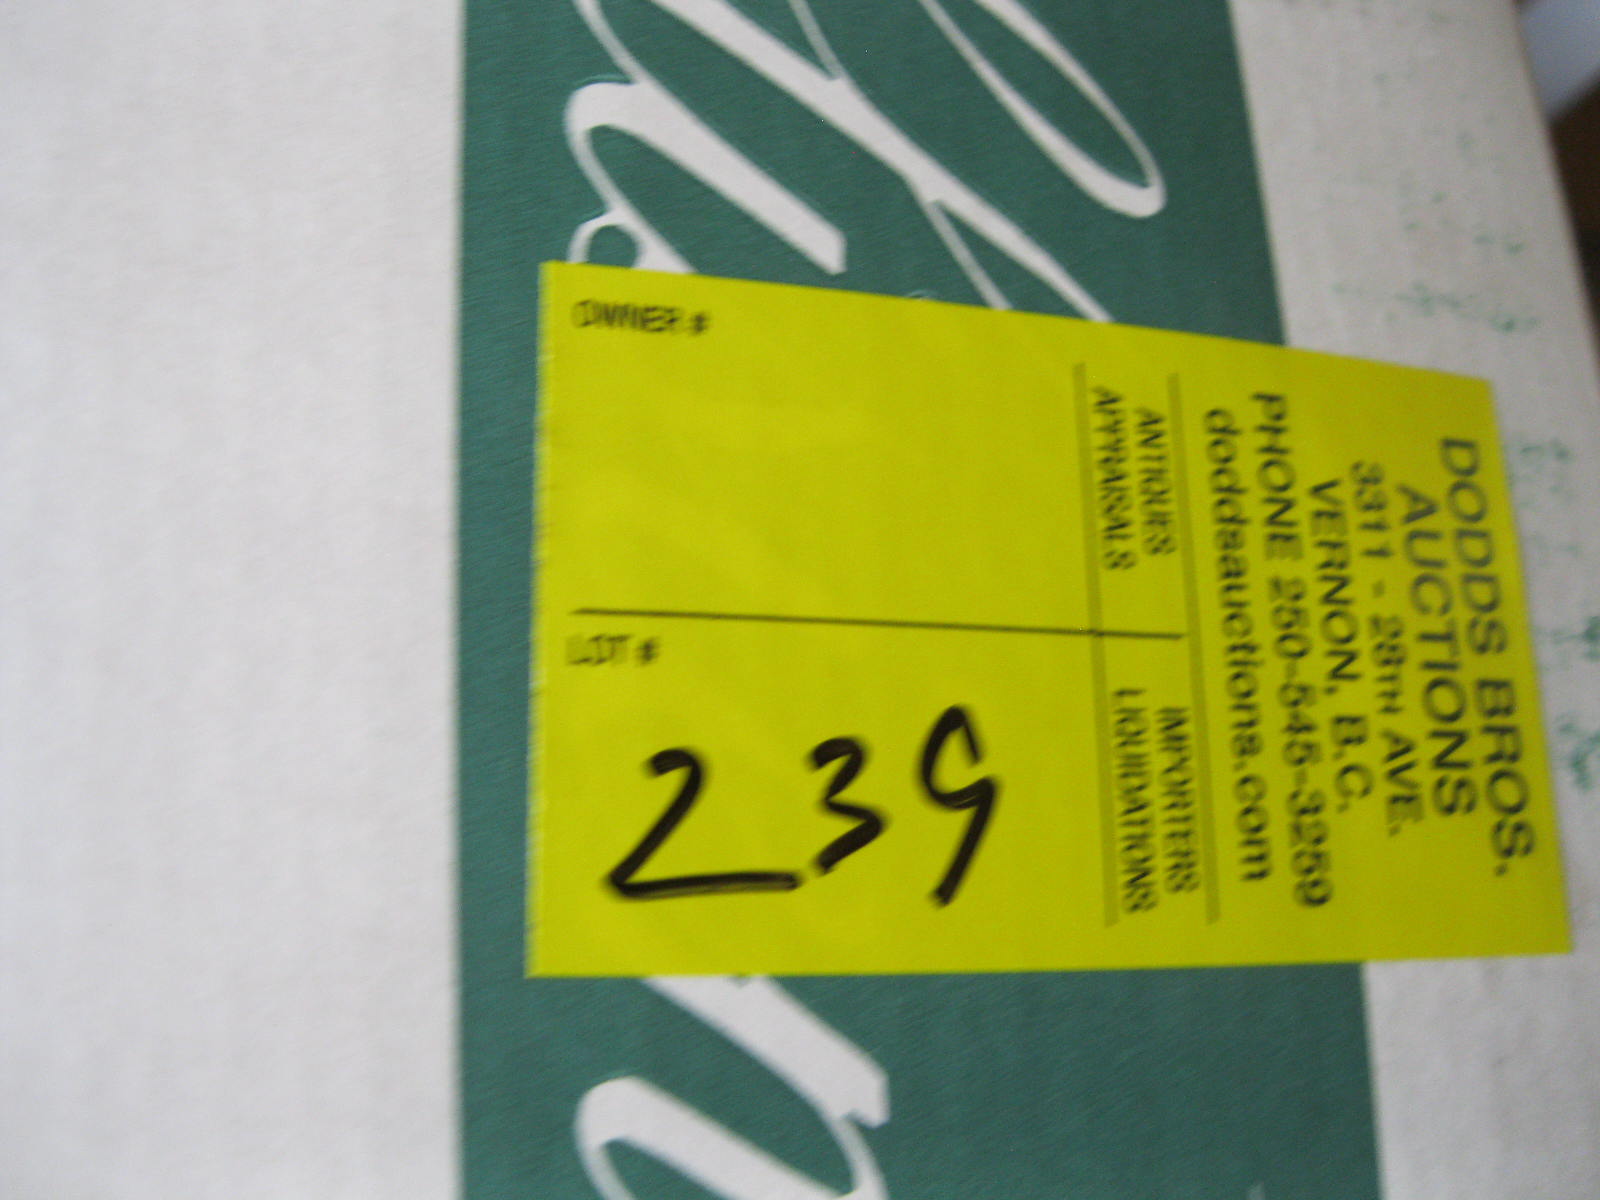 DODDS BROS.
AUCTIONS
3311 - 28TH AVE.
VERNON, B.C.
PHONE 250-545-3259
doddsauctions.com
ANTIQUES
APPRAISALS
IMPORTERS
LIQUIDATIONS
OWNER #
LOT #
239